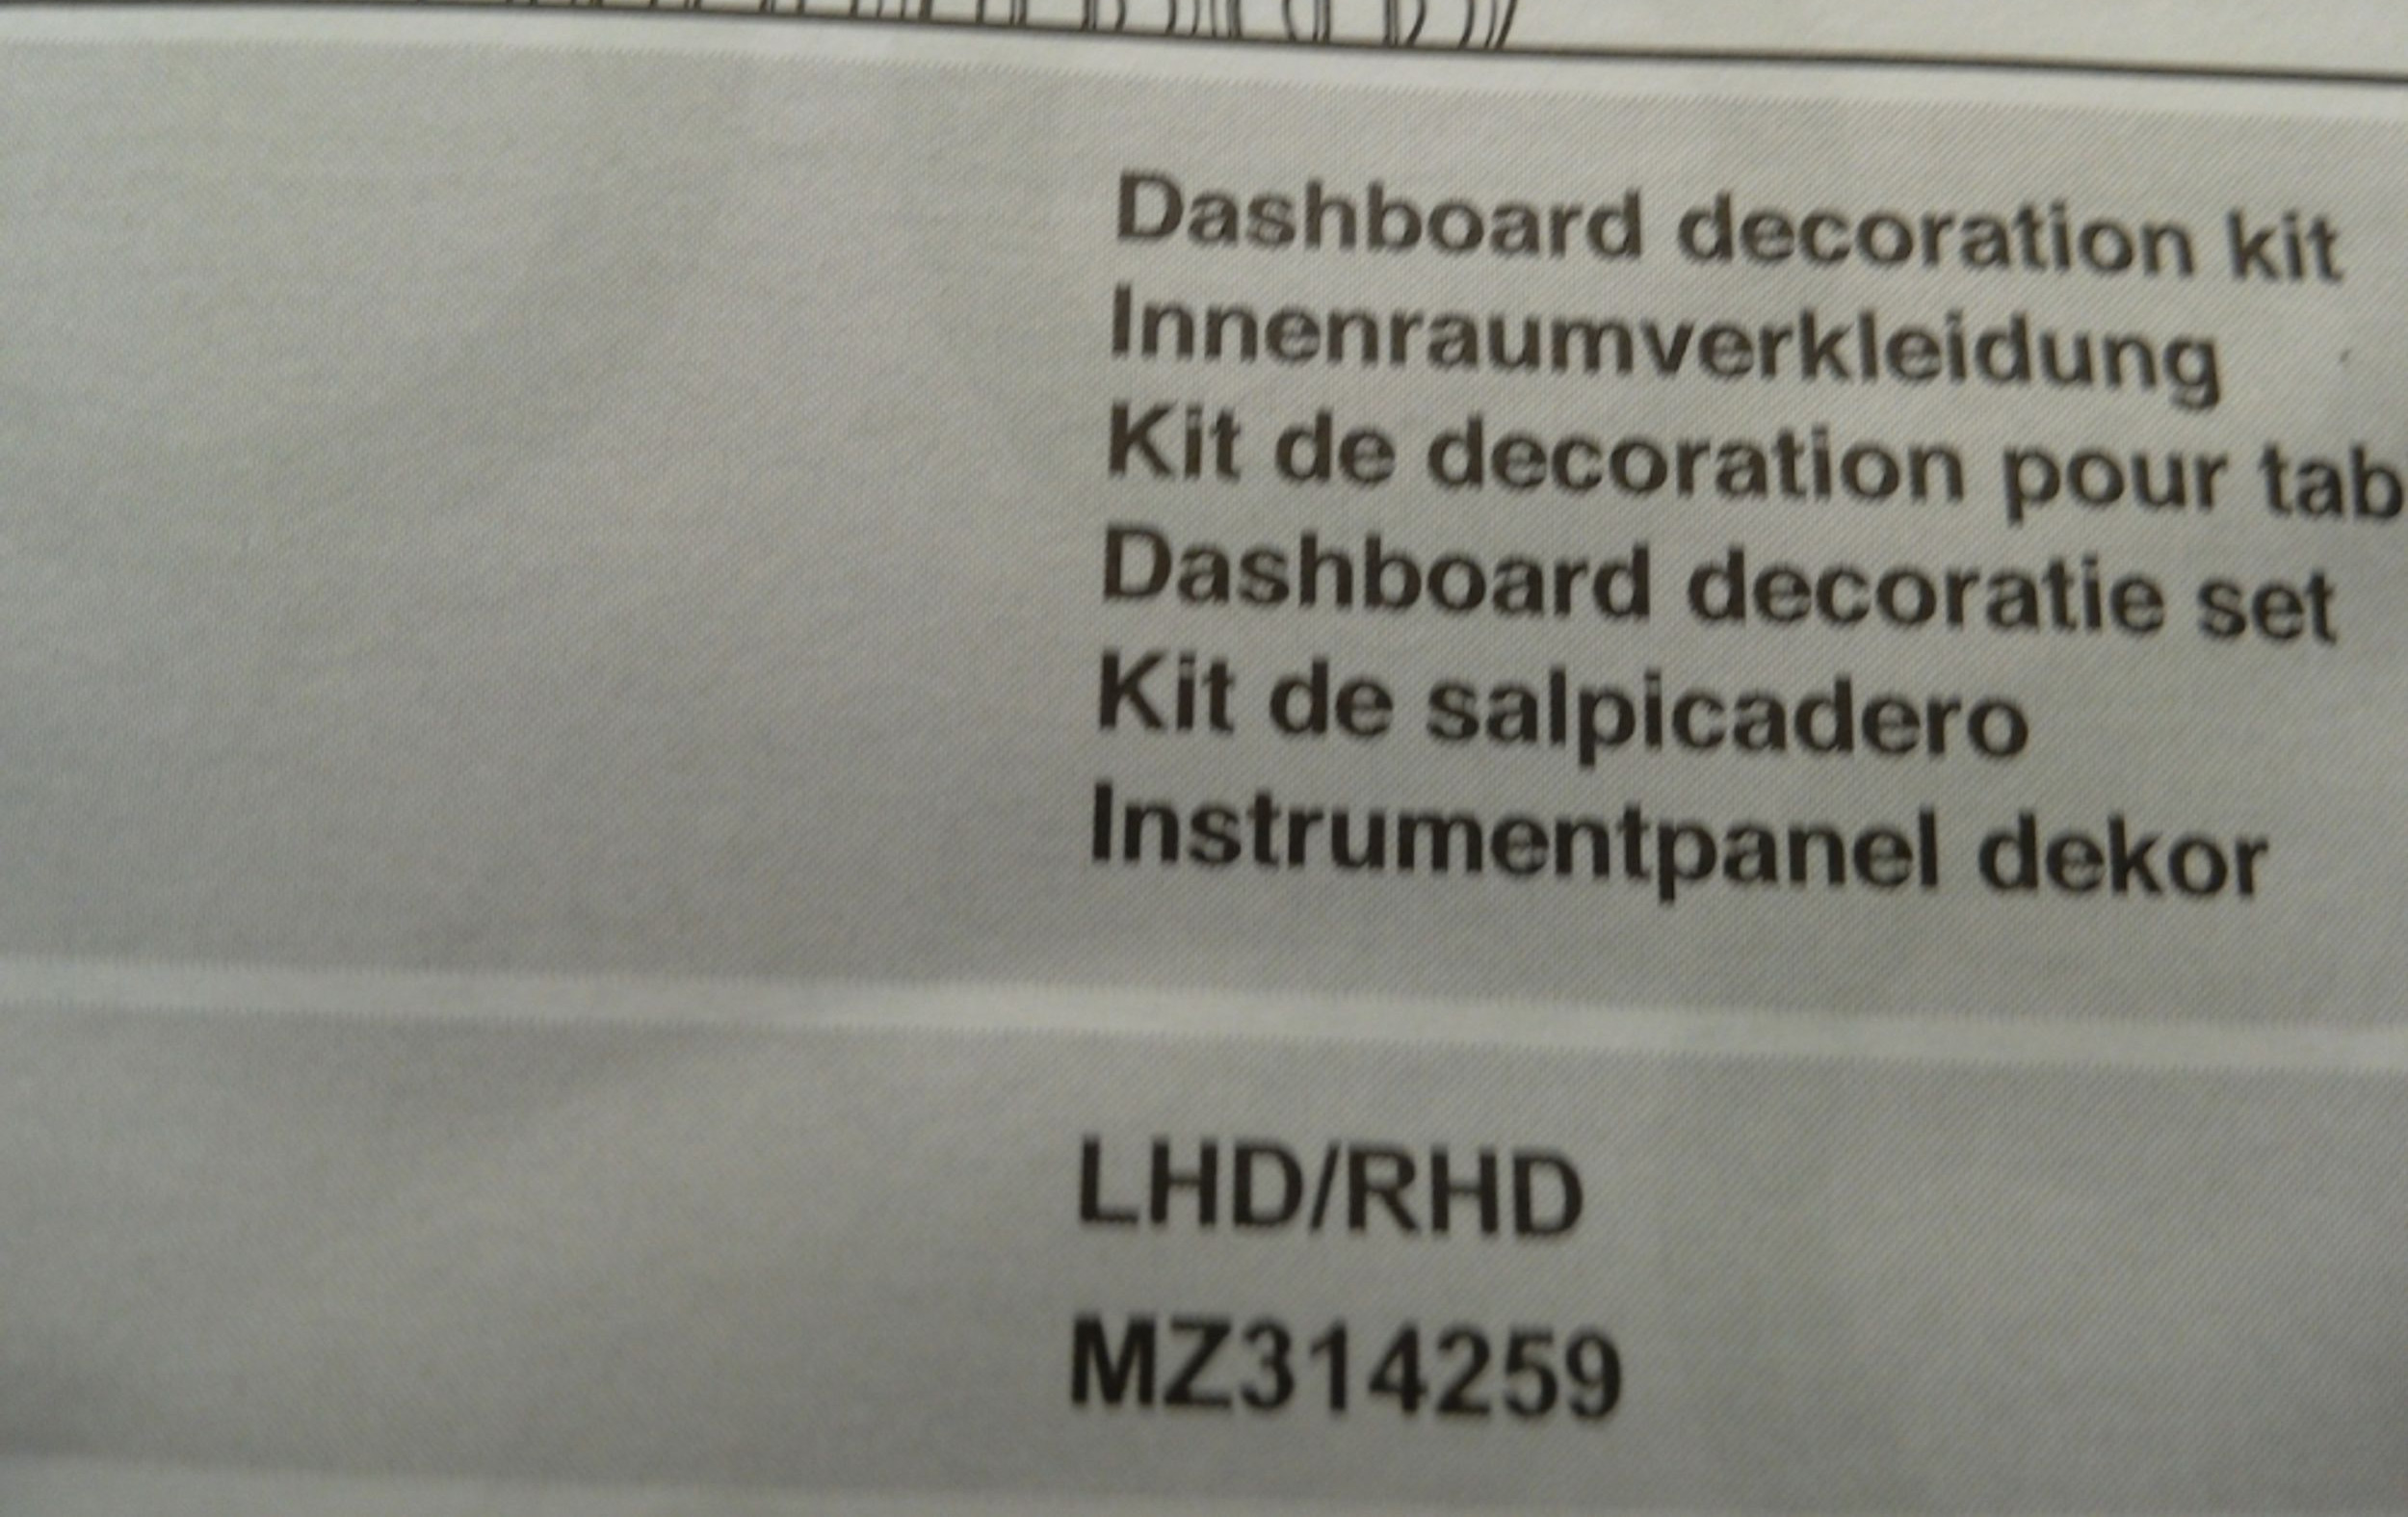 Dashboard decoration kit
Innenraumverkleidung
Kit de decoration pour tab
Dashboard decoratie set
Kit de salpicadero
Instrumentpanel dekor
LHD/RHD
MZ314259